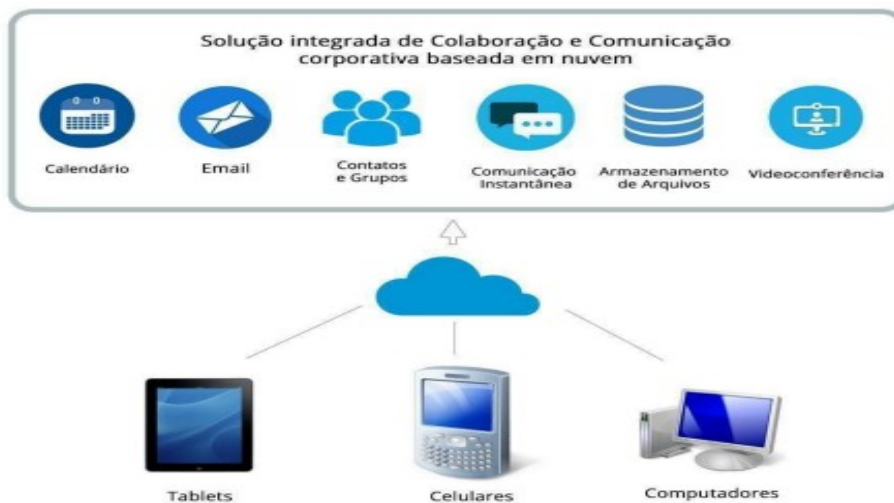 Solução integrada de Colaboração e Comunicação
corporativa baseada em nuvem
Calendário
Email
Contatos
e Grupos
Comunicação
Instantânea
Armazenamento
de Arquivos
Videoconferência
Tablets
Celulares
Computadores